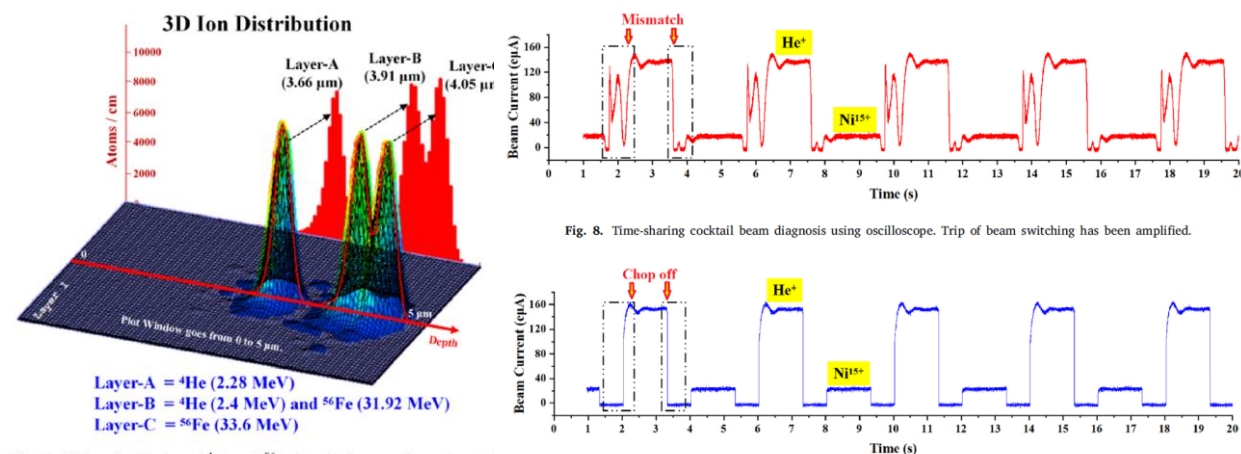 3D Ion Distribution
Atoms / cm
10000
8000
6000
4000
2000
0
Layer-A
(3.66 µm)
Layer-B
(3.91 µm)
(4.05 µm
0
Layer 1
5 µm
Depth
Plot Window goes from 0 to 5 µm.
Layer-A = ⁴He (2.28 MeV)
Layer-B = ⁴He (2.4 MeV) and ⁵⁶Fe (31.92 MeV)
Layer-C = ⁵⁶Fe (33.6 MeV)
Mismatch
He⁺
Ni¹⁵⁺
Beam Current (eµA)
160
120
80
40
0
0 1 2 3 4 5 6 7 8 9 10 11 12 13 14 15 16 17 18 19 20
Time (s)
Fig. 8. Time-sharing cocktail beam diagnosis using oscilloscope. Trip of beam switching has been amplified.
Chop off
He⁺
Ni¹⁵⁺
Beam Current (eµA)
160
120
80
40
0
0 1 2 3 4 5 6 7 8 9 10 11 12 13 14 15 16 17 18 19 20
Time (s)